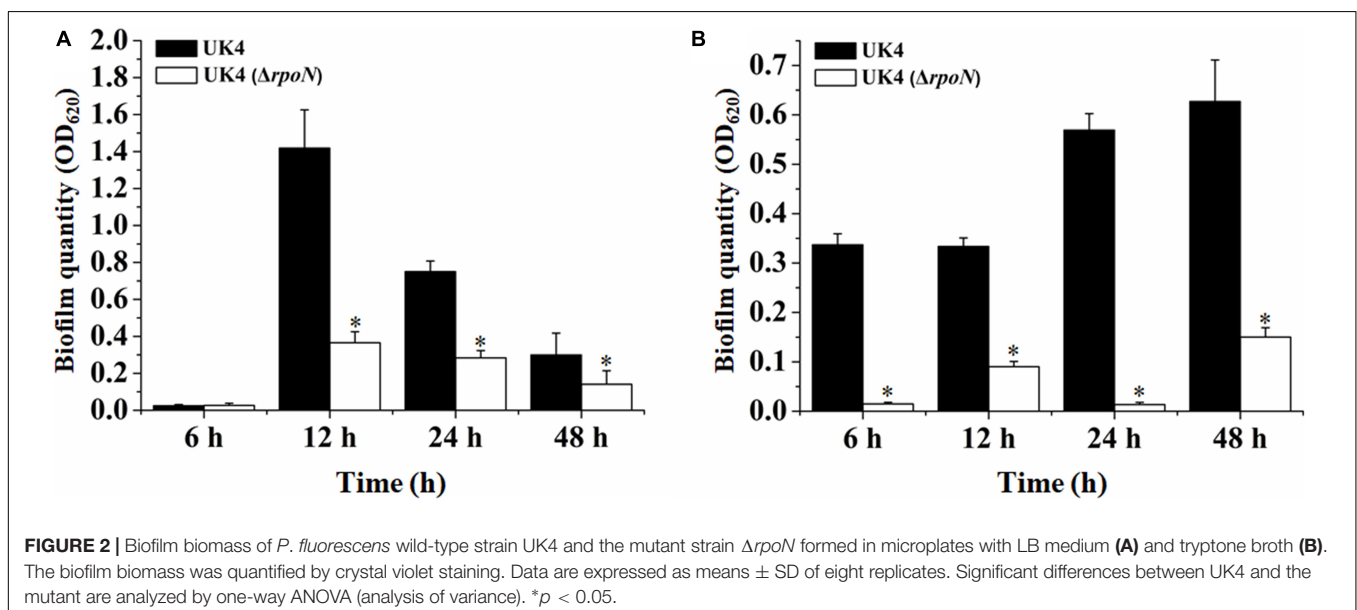 A
UK4
UK4 (ΔrpoN)
Biofilm quantity (OD620)
2.0
1.8
1.6
1.4
1.2
1.0
0.8
0.6
0.4
0.2
0.0
*
*
*
6 h
12 h
24 h
48 h
Time (h)
B
UK4
UK4 (ΔrpoN)
Biofilm quantity (OD620)
0.7
0.6
0.5
0.4
0.3
0.2
0.1
0.0
*
*
*
*
6 h
12 h
24 h
48 h
Time (h)
FIGURE 2 | Biofilm biomass of P. fluorescens wild-type strain UK4 and the mutant strain ΔrpoN formed in microplates with LB medium (A) and tryptone broth (B).
The biofilm biomass was quantified by crystal violet staining. Data are expressed as means ± SD of eight replicates. Significant differences between UK4 and the
mutant are analyzed by one-way ANOVA (analysis of variance). *p < 0.05.